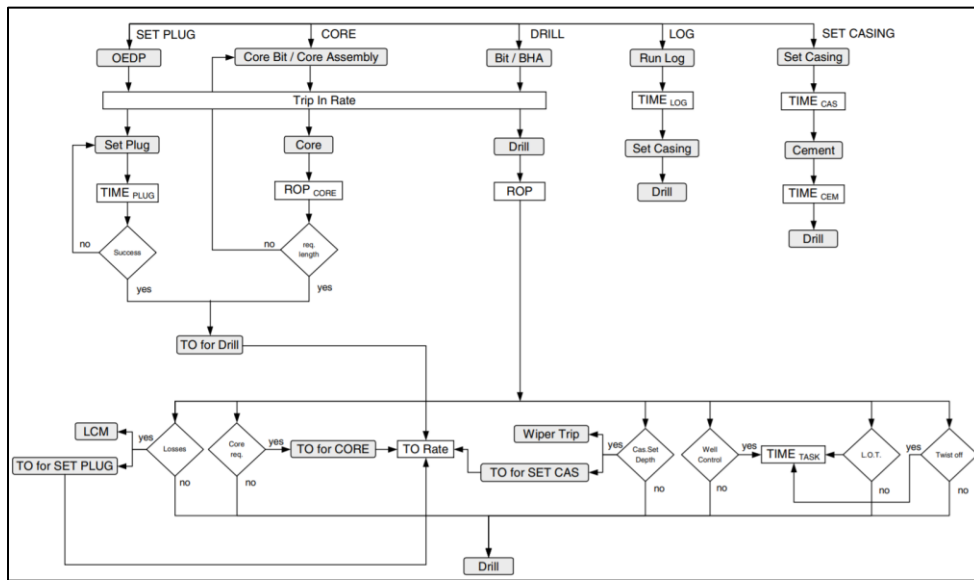 SET PLUG
CORE
DRILL
LOG
SET CASING
OEDP
Core Bit / Core Assembly
Bit / BHA
Run Log
Set Casing
Trip In Rate
TIME LOG
TIME CAS
Set Plug
Core
Drill
Set Casing
Cement
TIME PLUG
ROP CORE
ROP
Drill
TIME CEM
no
Success
no
req.
length
Drill
yes
yes
TO for Drill
LCM
yes
Losses
Core
req.
yes
TO for CORE
TO Rate
Wiper Trip
yes
Cas.Set
Depth
Well
Control
yes
TIME TASK
L.O.T.
yes
Twist off
TO for SET PLUG
TO for SET CAS
no
no
no
no
no
no
Drill